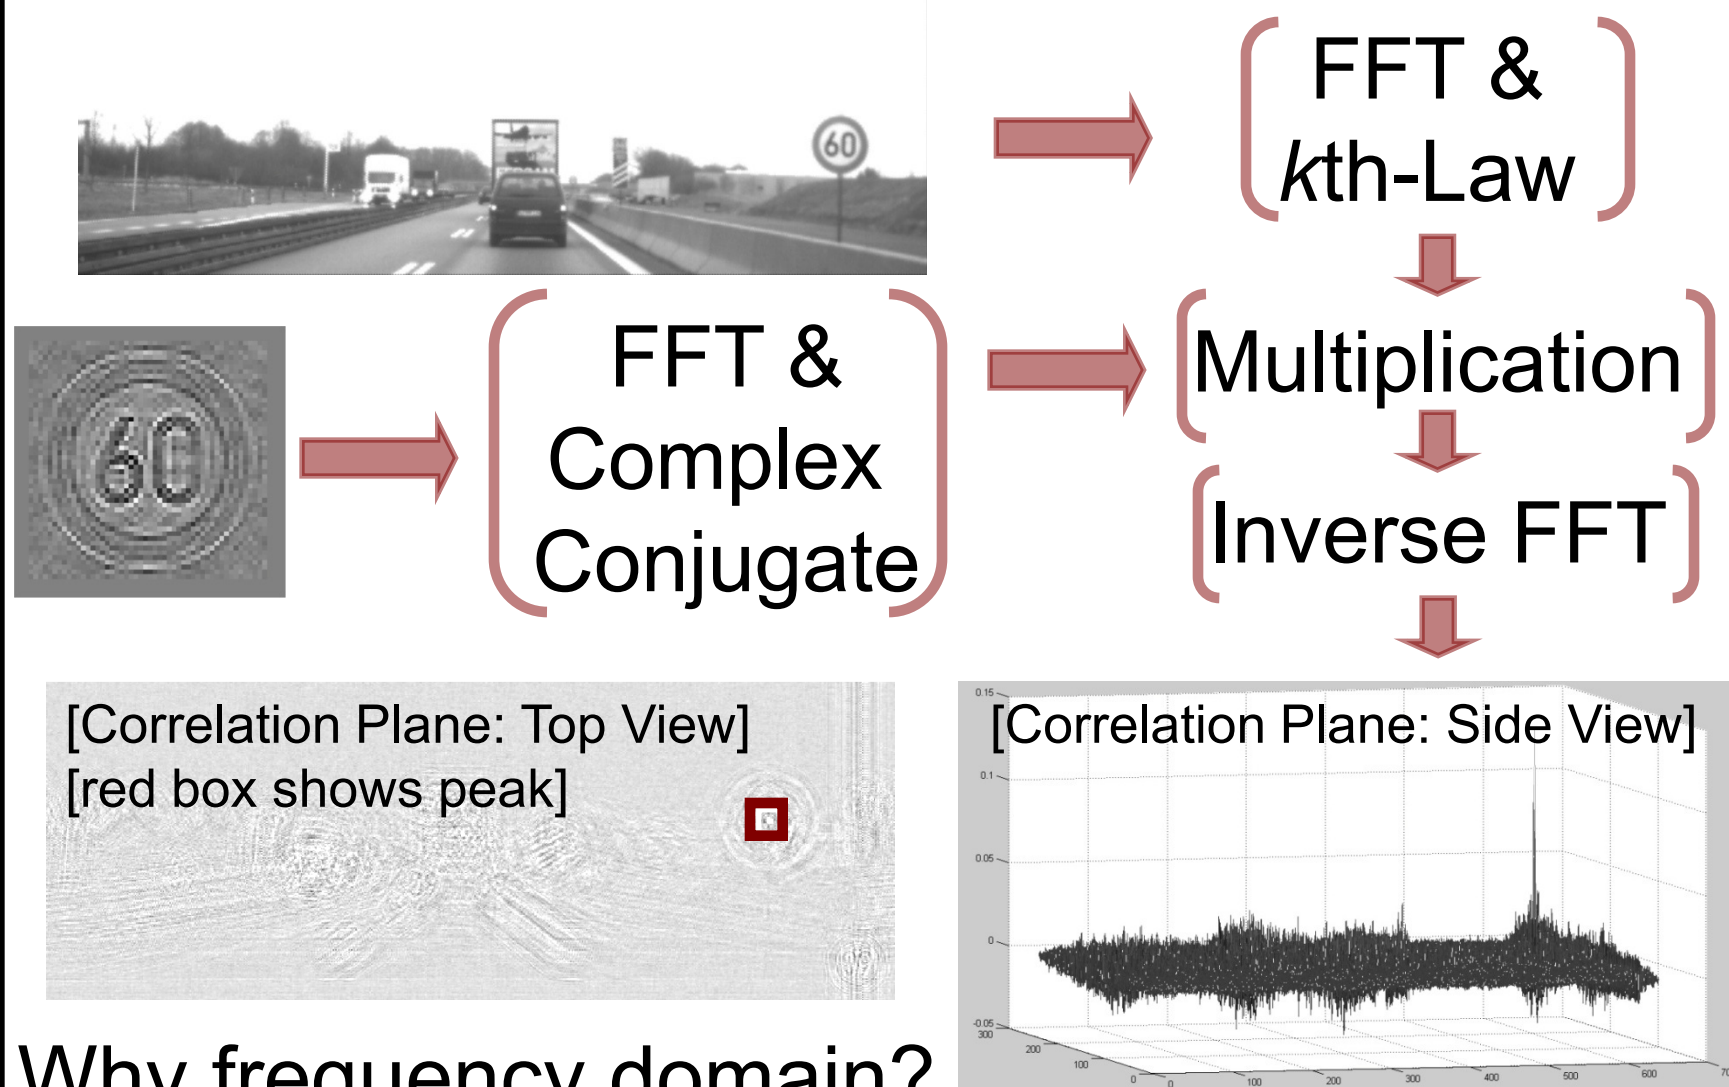 60
FFT &
kth-Law
60
FFT &
Complex
Conjugate
Multiplication
Inverse FFT
[Correlation Plane: Top View]
[red box shows peak]
[Correlation Plane: Side View]
0.15
0.1
0.05
0
-0.05
300
200
100
0
0
100
200
300
400
500
600
Why frequency domain?